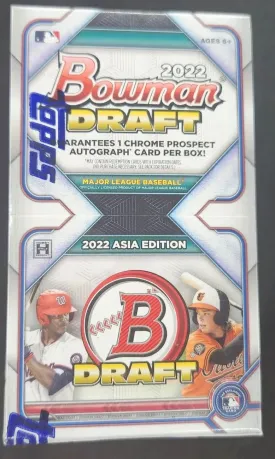 AGES 6+
2022
Bowman
DRAFT
topps
ARANTEES 1 CHROME PROSPECT
AUTOGRAPH* CARD PER BOX!
MAJOR LEAGUE BASEBALL
2022 ASIA EDITION
B
DRAFT